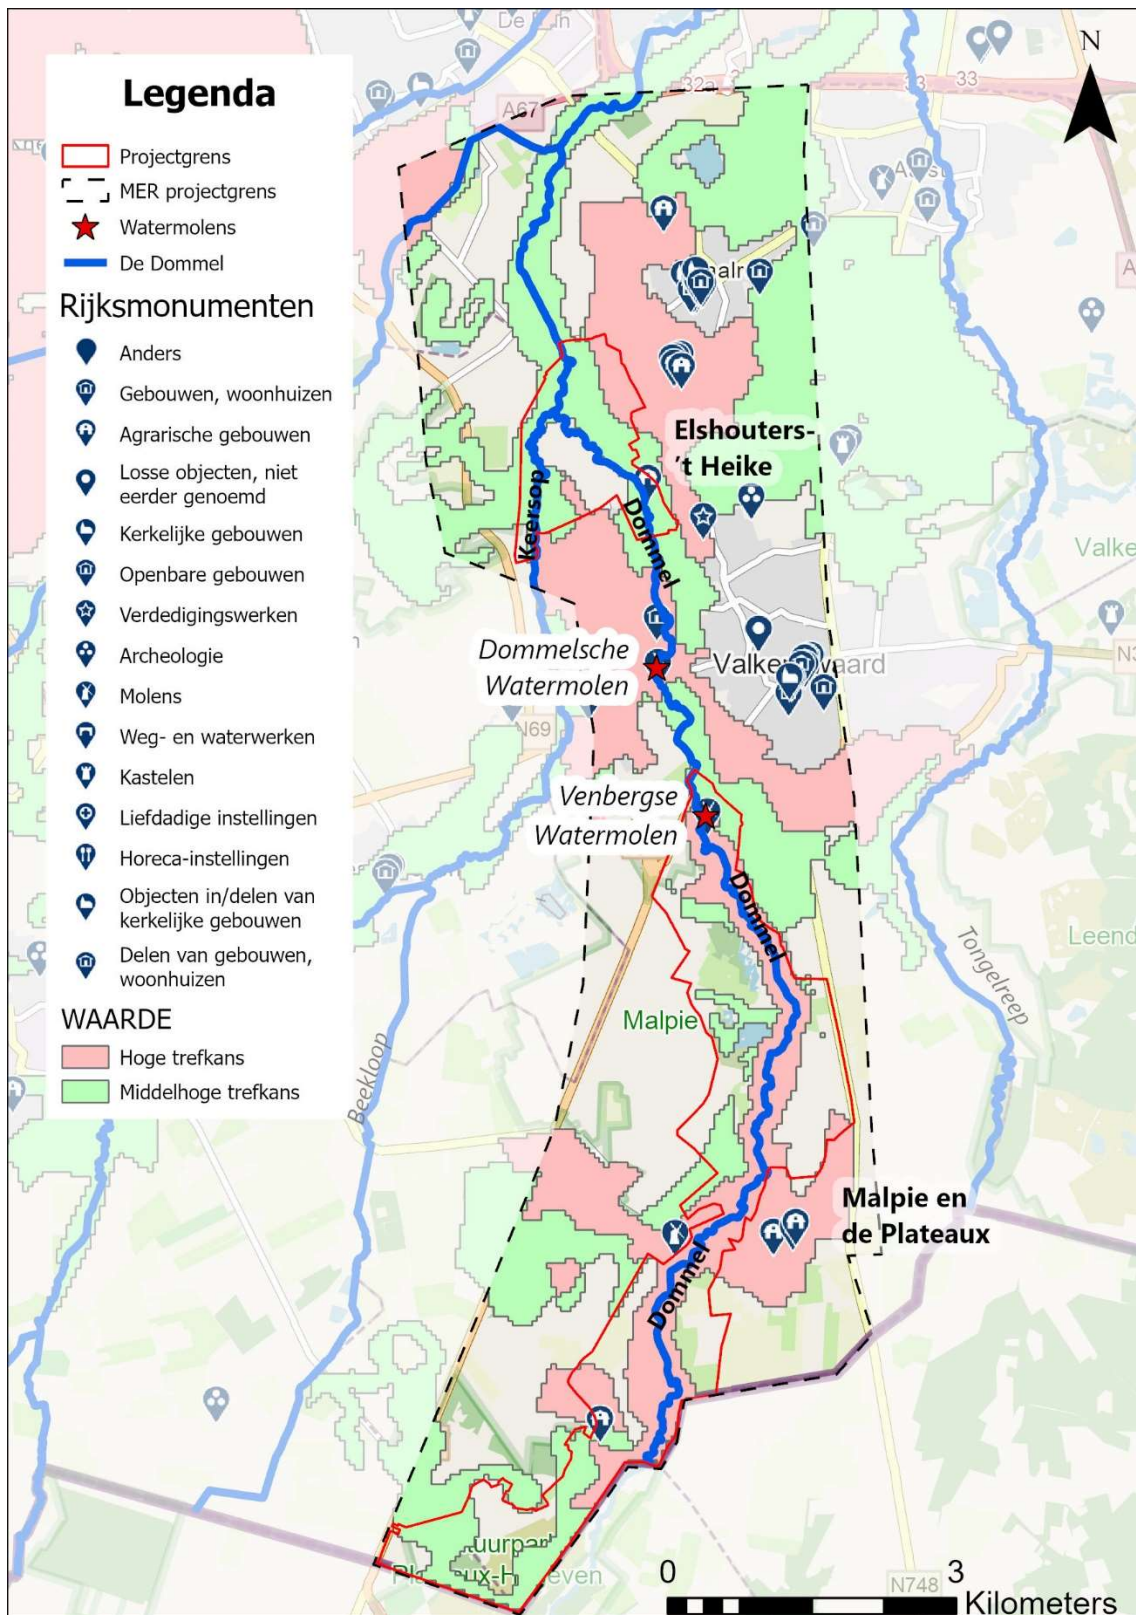 Legenda
Projectgrens
MER projectgrens
Watermolens
De Dommel
Rijksmonumenten
Anders
Gebouwen, woonhuizen
Agrarische gebouwen
Losse objecten, niet
eerder genoemd
Kerkelijke gebouwen
Openbare gebouwen
Verdedigingswerken
Archeologie
Molens
Weg- en waterwerken
Kastelen
Liefdadige instellingen
Horeca-instellingen
Objecten in/delen van
kerkelijke gebouwen
Delen van gebouwen,
woonhuizen
WAARDE
Hoge trefkans
Middelhoge trefkans
N
A67
32a
33
33
Elshouters-
't Heike
Keersop
Dommel
Dommelsche
Watermolen
N69
Venbergse
Watermolen
Dommel
Malpie
Tongelreep
Beekloop
Malpie en
de Plateaux
Dommel
N748
0
3
Kilometers